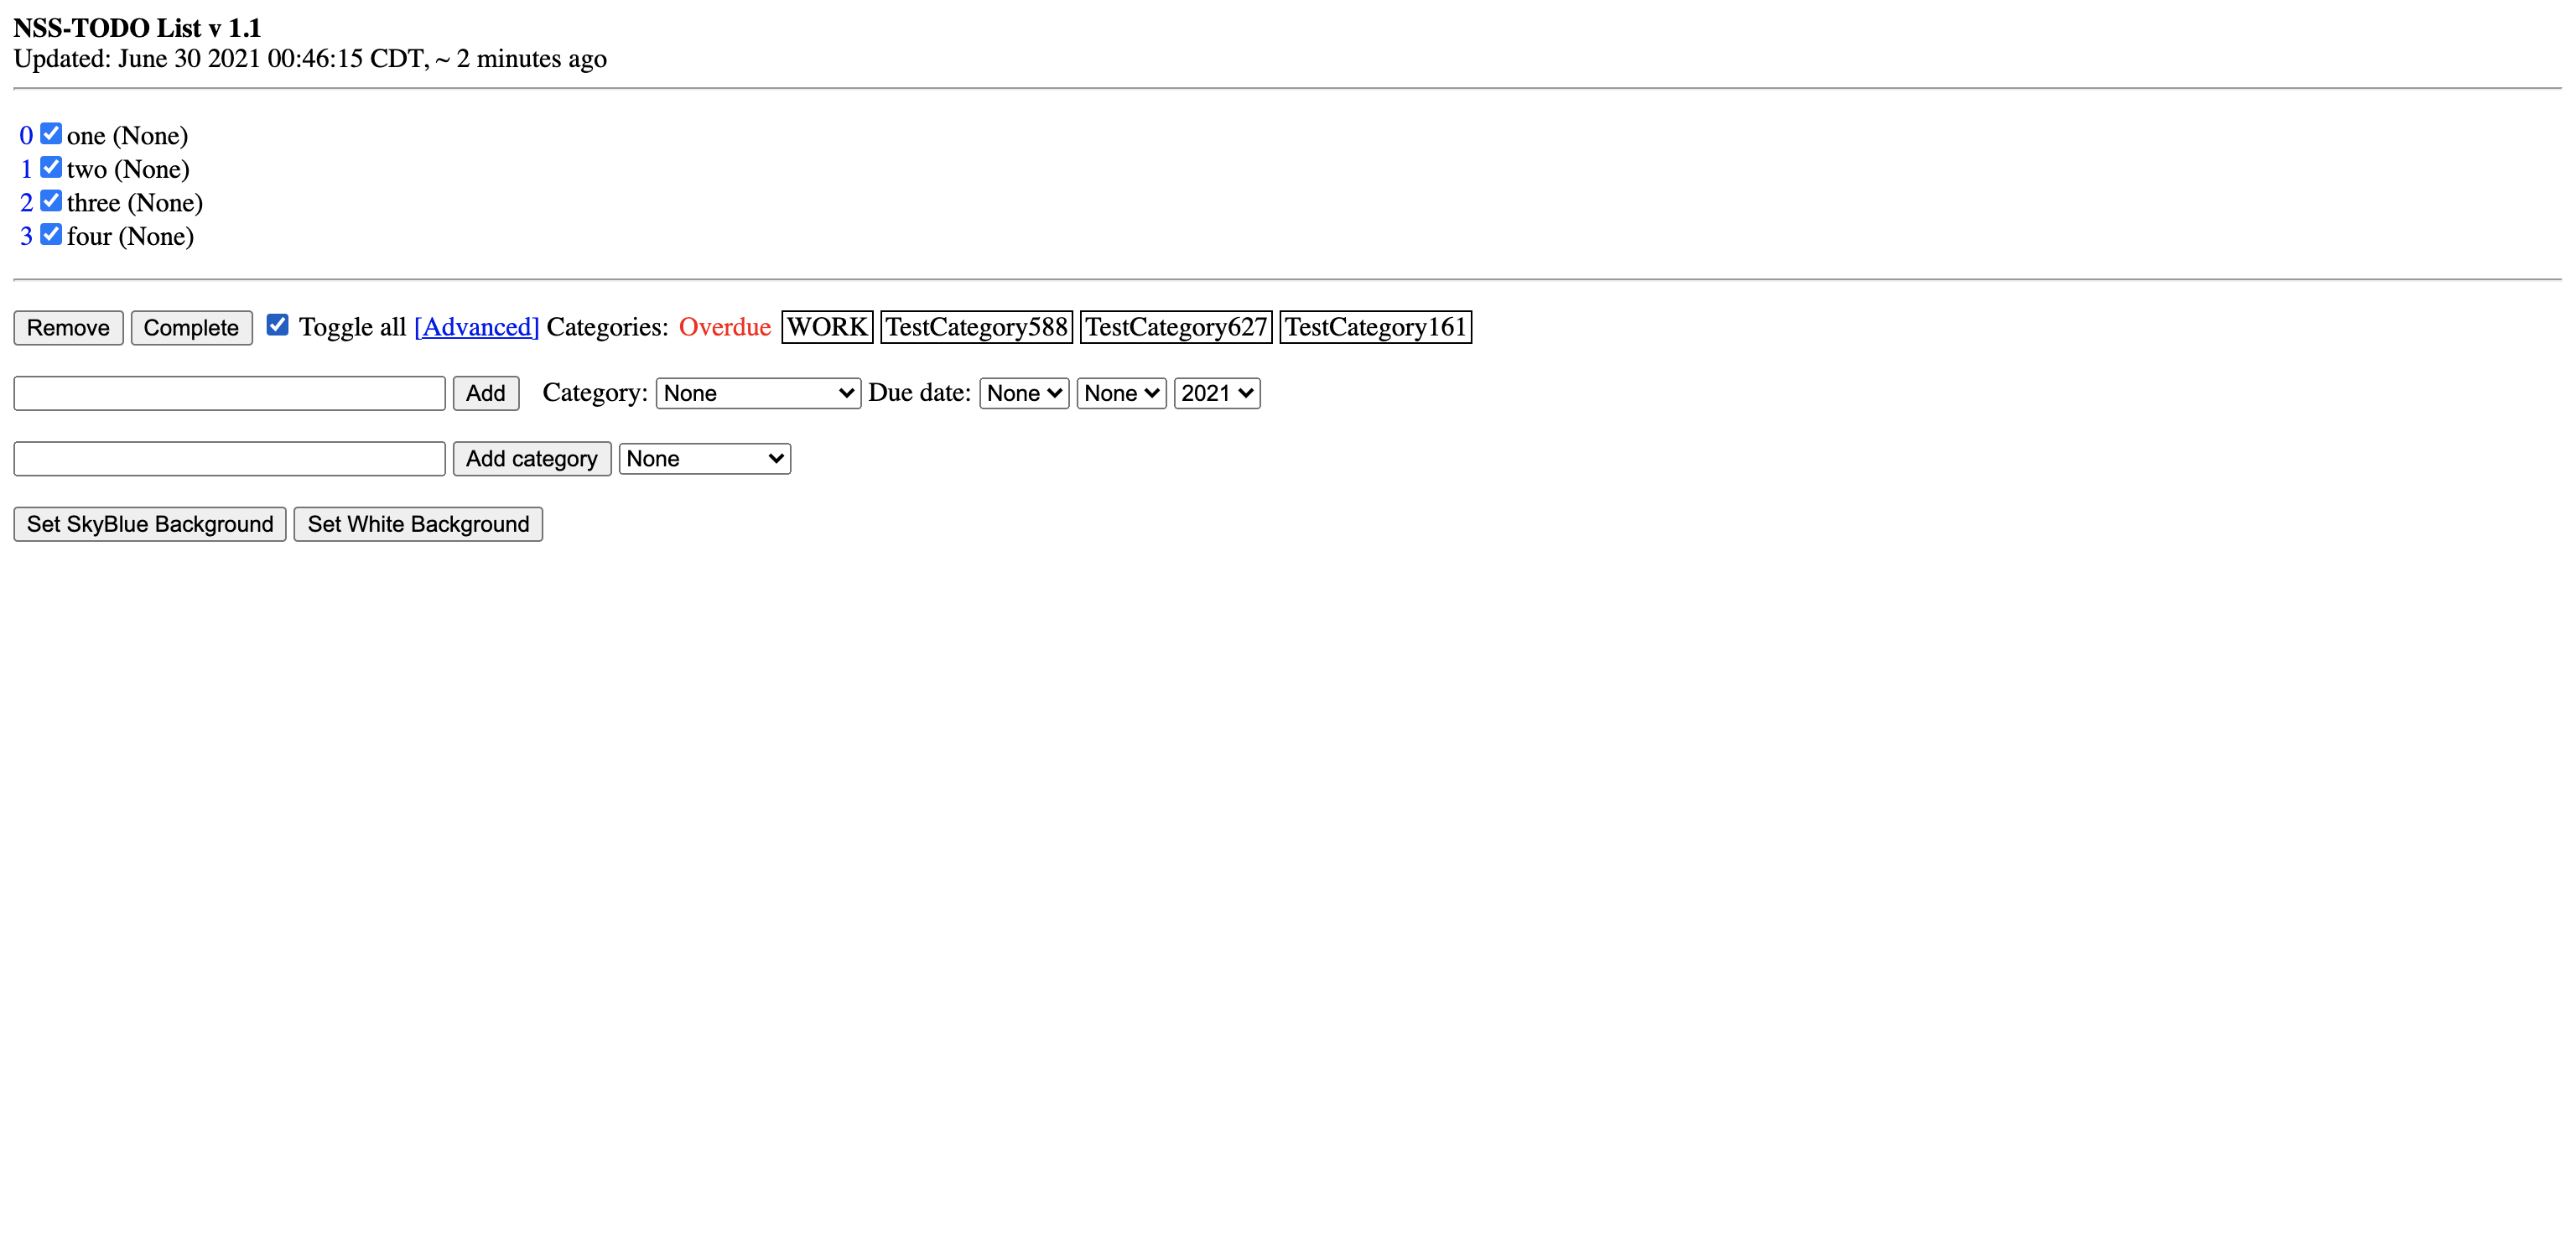 NSS-TODO List v 1.1
Updated: June 30 2021 00:46:15 CDT, ~ 2 minutes ago
0 one (None)
1 two (None)
2 three (None)
3 four (None)
Remove Complete Toggle all [Advanced] Categories: Overdue WORK TestCategory588 TestCategory627 TestCategory161
Add Category: None Due date: None None 2021
Add category None
Set SkyBlue Background Set White Background